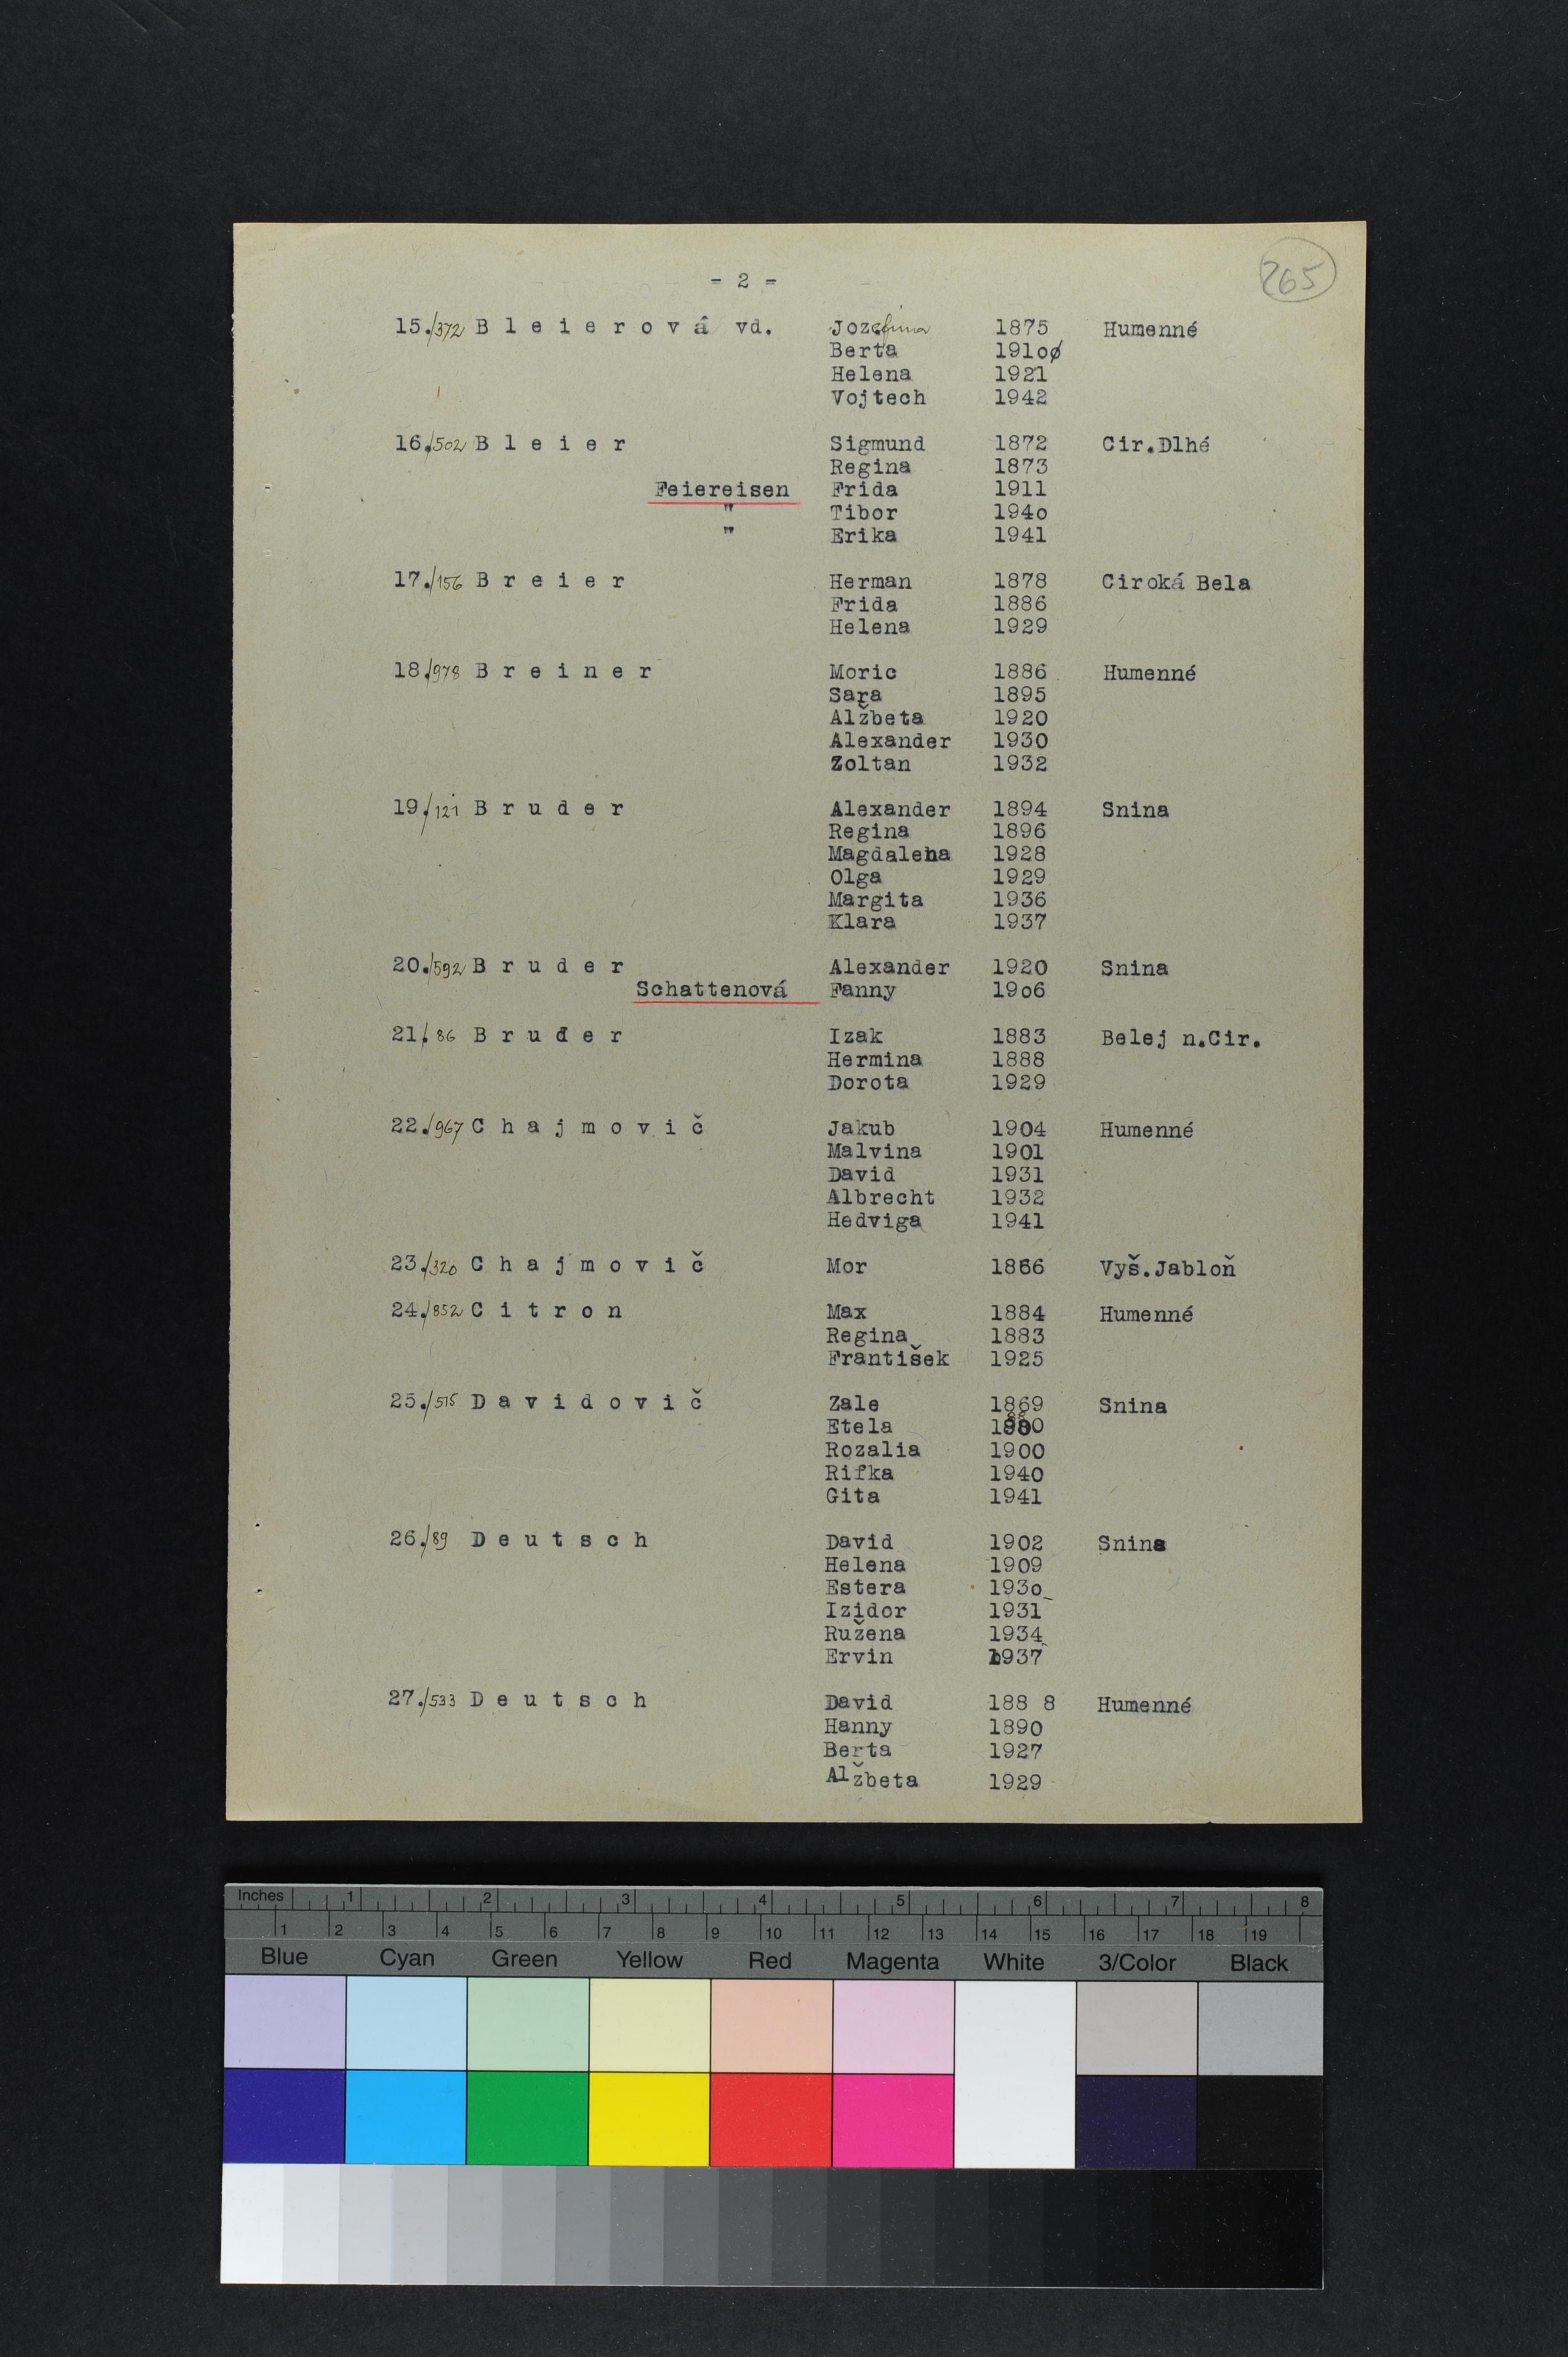 - 2 -
265
15./372 B l e i e r o v á vd. Jozefina 1875 Humenné
Berta 1910
Helena 1921
Vojtech 1942
16./502 B l e i e r Sigmund 1872 Cir.Dlhé
Regina 1873
Feiereisen Frida 1911
" Tibor 1940
" Erika 1941
17./156 B r e i e r Herman 1878 Ciroká Bela
Frida 1886
Helena 1929
18./978 B r e i n e r Moric 1886 Humenné
Sara 1895
Alžbeta 1920
Alexander 1930
Zoltan 1932
19./121 B r u d e r Alexander 1894 Snina
Regina 1896
Magdalena 1928
Olga 1929
Margita 1936
Klara 1937
20./592 B r u d e r Alexander 1920 Snina
Schattenová Fanny 1906
21./86 B r u d e r Izak 1883 Belej n.Cir.
Hermina 1888
Dorota 1929
22./967 C h a j m o v i č Jakub 1904 Humenné
Malvina 1901
David 1931
Albrecht 1932
Hedviga 1941
23./320 C h a j m o v i č Mor 1866 Vyš.Jabloň
24./852 C i t r o n Max 1884 Humenné
Regina 1883
František 1925
25./515 D a v i d o v i č Zale 1869 Snina
Etela
Rozalia 1900
Rifka 1940
Gita 1941
26./89 D e u t s c h David 1902 Snina
Helena 1909
Estera 1930
Izidor 1931
Ružena 1934
Ervin 1937
27./533 D e u t s c h David 188 8 Humenné
Hanny 1890
Berta 1927
Alžbeta 1929
Inches 1 2 3 4 5 6 7 8
1 2 3 4 5 6 7 8 9 10 11 12 13 14 15 16 17 18 19
Blue Cyan Green Yellow Red Magenta White 3/Color Black